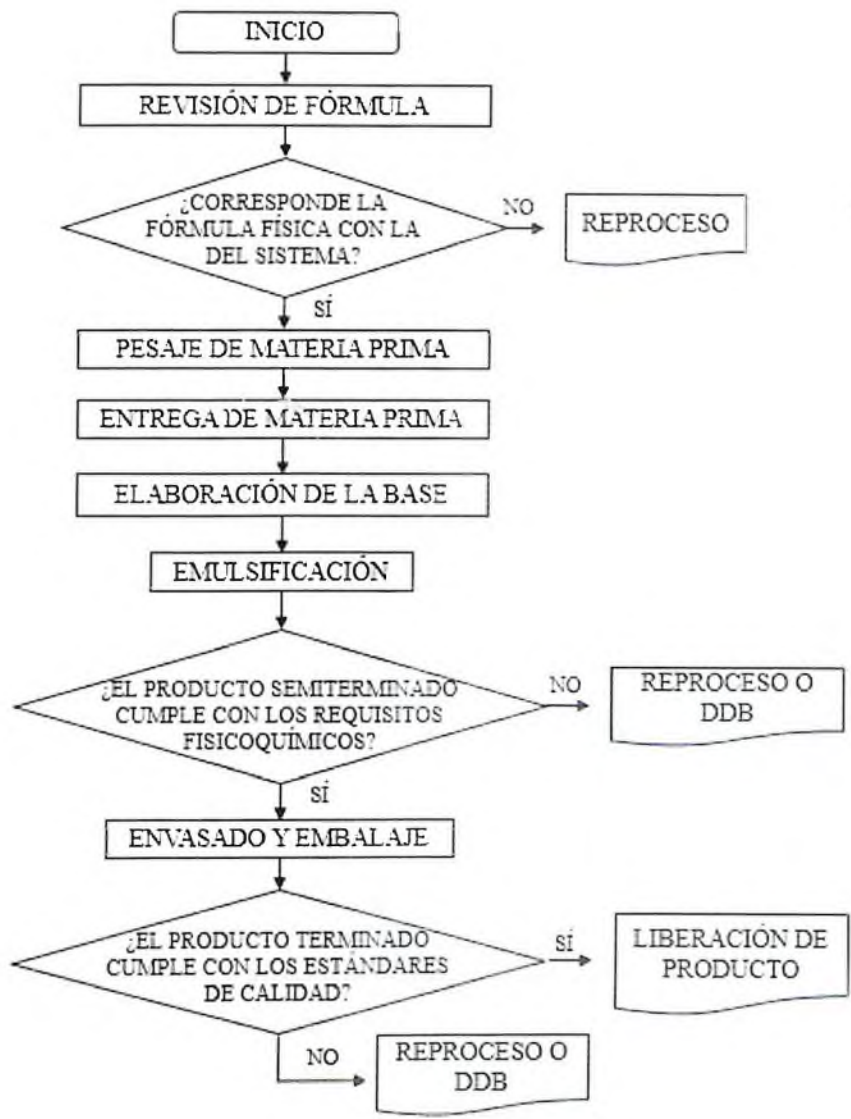 INICIO
REVISIÓN DE FÓRMULA
¿CORRESPONDE LA
FÓRMULA FÍSICA CON LA
DEL SISTEMA?
NO
REPROCESO
SÍ
PESAJE DE MATERIA PRIMA
ENTREGA DE MATERIA PRIMA
ELABORACIÓN DE LA BASE
EMULSIFICACIÓN
¿EL PRODUCTO SEMITERMINADO
CUMPLE CON LOS REQUISITOS
FISICOQUÍMICOS?
NO
REPROCESO O
DDB
SÍ
ENVASADO Y EMBALAJE
¿EL PRODUCTO TERMINADO
CUMPLE CON LOS ESTÁNDARES
DE CALIDAD?
SÍ
LIBERACIÓN DE
PRODUCTO
NO
REPROCESO O
DDB